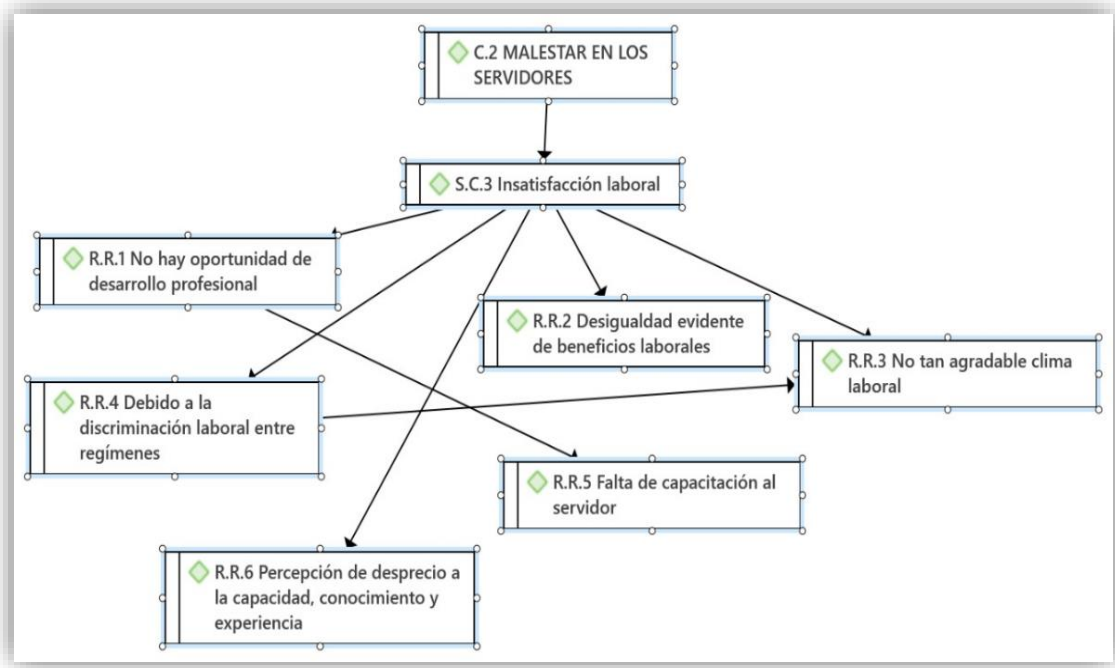 C.2 MALESTAR EN LOS
SERVIDORES
S.C.3 Insatisfacción laboral
R.R.1 No hay oportunidad de
desarrollo profesional
R.R.2 Desigualdad evidente
de beneficios laborales
R.R.3 No tan agradable clima
laboral
R.R.4 Debido a la
discriminación laboral entre
regímenes
R.R.5 Falta de capacitación al
servidor
R.R.6 Percepción de desprecio a
la capacidad, conocimiento y
experiencia